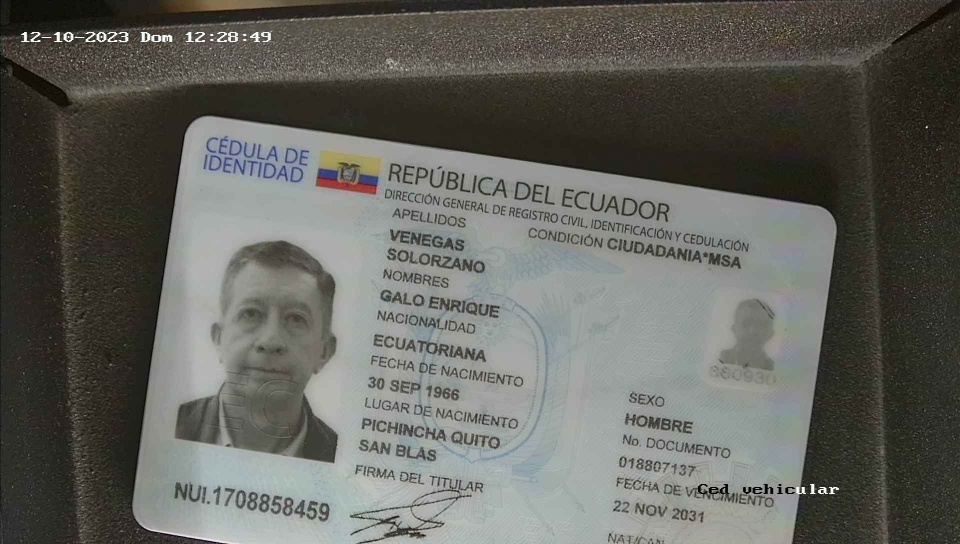 12-10-2023 Dom 12:28:49
CÉDULA DE
IDENTIDAD
REPÚBLICA DEL ECUADOR
DIRECCIÓN GENERAL DE REGISTRO CIVIL, IDENTIFICACIÓN Y CEDULACIÓN
APELLIDOS
CONDICIÓN CIUDADANIA*MSA
VENEGAS
SOLORZANO
NOMBRES
GALO ENRIQUE
NACIONALIDAD
ECUATORIANA
FECHA DE NACIMIENTO
30 SEP 1966
LUGAR DE NACIMIENTO
PICHINCHA QUITO
SAN BLAS
FIRMA DEL TITULAR
NUI.1708858459
660930
SEXO
HOMBRE
No. DOCUMENTO
018807137
FECHA DE VENCIMIENTO
22 NOV 2031
NAT/CAN
Ced vehicular